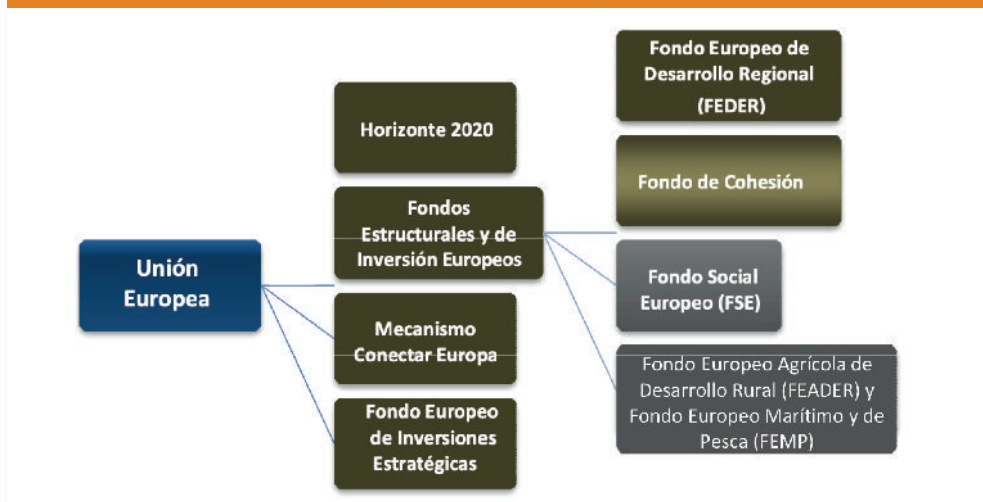 Unión
Europea
Horizonte 2020
Fondos
Estructurales y de
Inversión Europeos
Mecanismo
Conectar Europa
Fondo Europeo
de Inversiones
Estratégicas
Fondo Europeo de
Desarrollo Regional
(FEDER)
Fondo de Cohesión
Fondo Social
Europeo (FSE)
Fondo Europeo Agrícola de
Desarrollo Rural (FEADER) y
Fondo Europeo Marítimo y de
Pesca (FEMP)